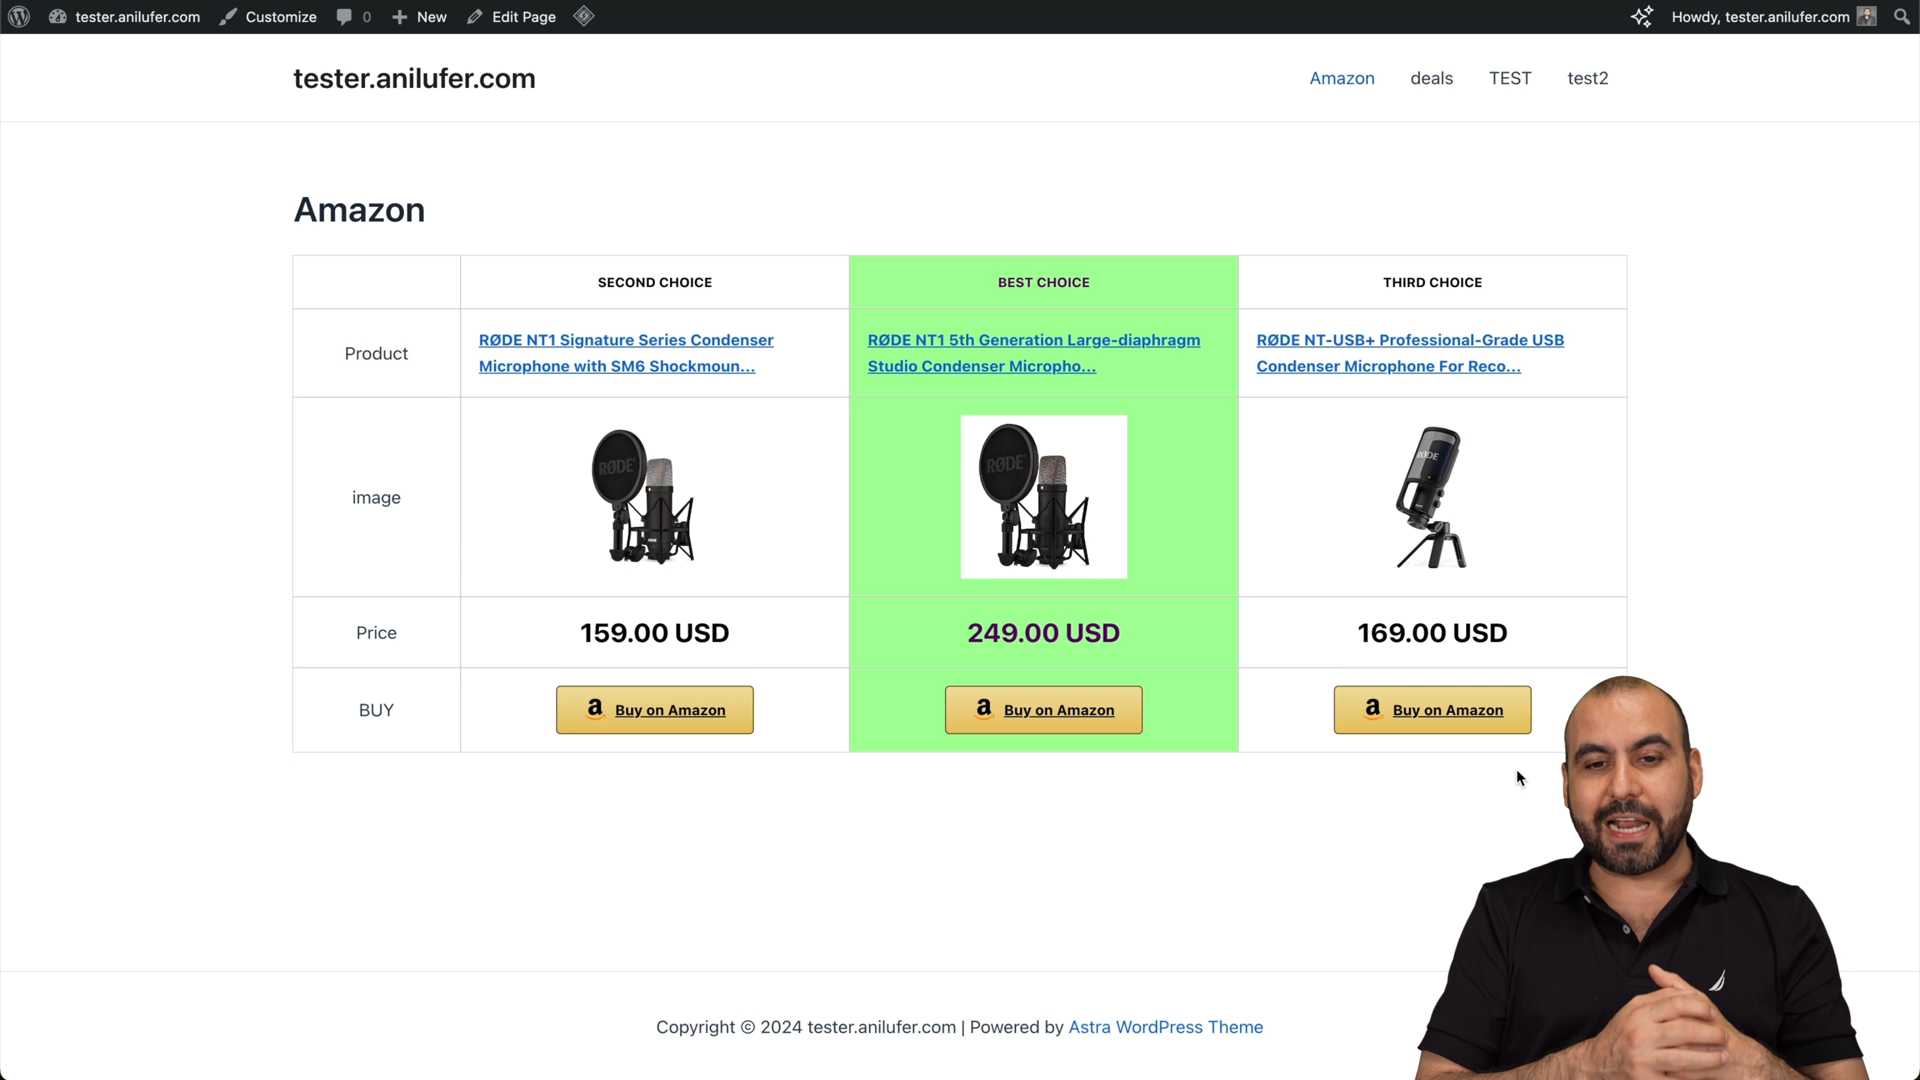 tester.anilufer.com Customize 0 New Edit Page Howdy, tester.anilufer.com
tester.anilufer.com
Amazon deals TEST test2
Amazon
SECOND CHOICE BEST CHOICE THIRD CHOICE
Product
RØDE NT1 Signature Series Condenser
Microphone with SM6 Shockmoun...
RØDE NT1 5th Generation Large-diaphragm
Studio Condenser Micropho...
RØDE NT-USB+ Professional-Grade USB
Condenser Microphone For Reco...
image
RØDE
RØDE
RØDE
Price 159.00 USD 249.00 USD 169.00 USD
BUY a Buy on Amazon a Buy on Amazon a Buy on Amazon
Copyright © 2024 tester.anilufer.com | Powered by Astra WordPress Theme